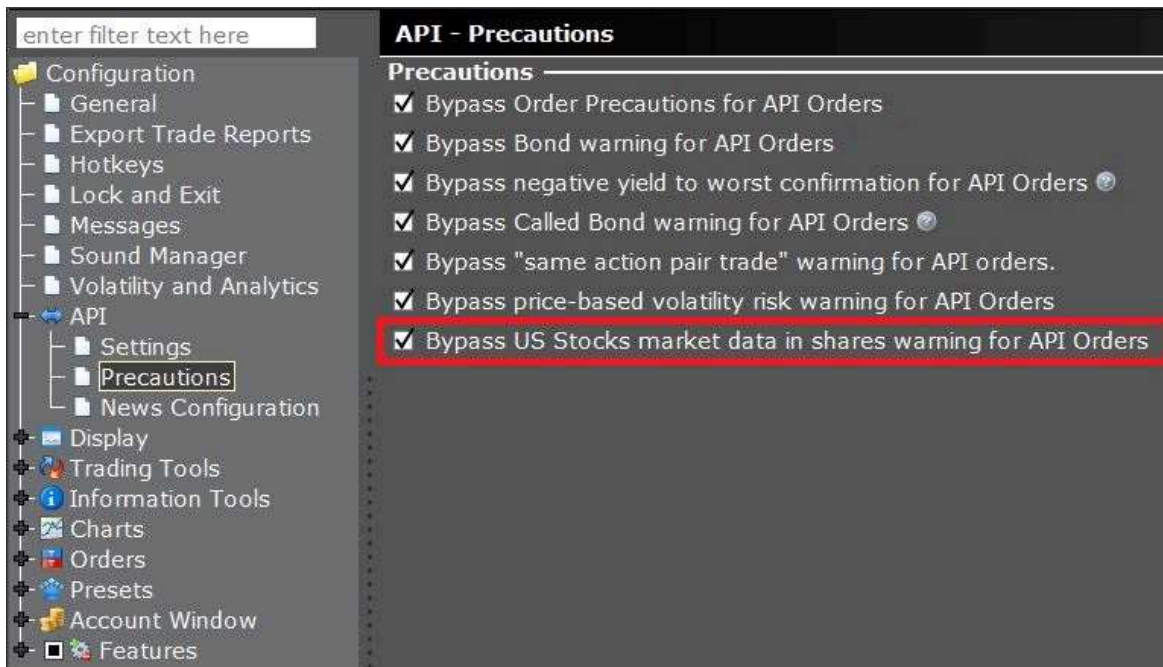 enter filter text here
Configuration
General
Export Trade Reports
Hotkeys
Lock and Exit
Messages
Sound Manager
Volatility and Analytics
API
Settings
Precautions
News Configuration
Display
Trading Tools
Information Tools
Charts
Orders
Presets
Account Window
Features
API - Precautions
Precautions
Bypass Order Precautions for API Orders
Bypass Bond warning for API Orders
Bypass negative yield to worst confirmation for API Orders ?
Bypass Called Bond warning for API Orders ?
Bypass "same action pair trade" warning for API orders.
Bypass price-based volatility risk warning for API Orders
Bypass US Stocks market data in shares warning for API Orders